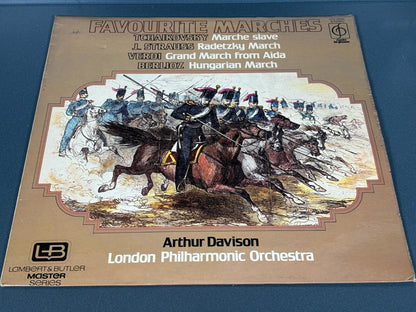 FAVOURITE MARCHES
TCHAIKOVSKY Marche slave
J. STRAUSS Radetzky March
VERDI Grand March from Aida
BERLIOZ Hungarian March
Arthur Davison
London Philharmonic Orchestra
LB
LAMBERT & BUTLER
MASTER
SERIES